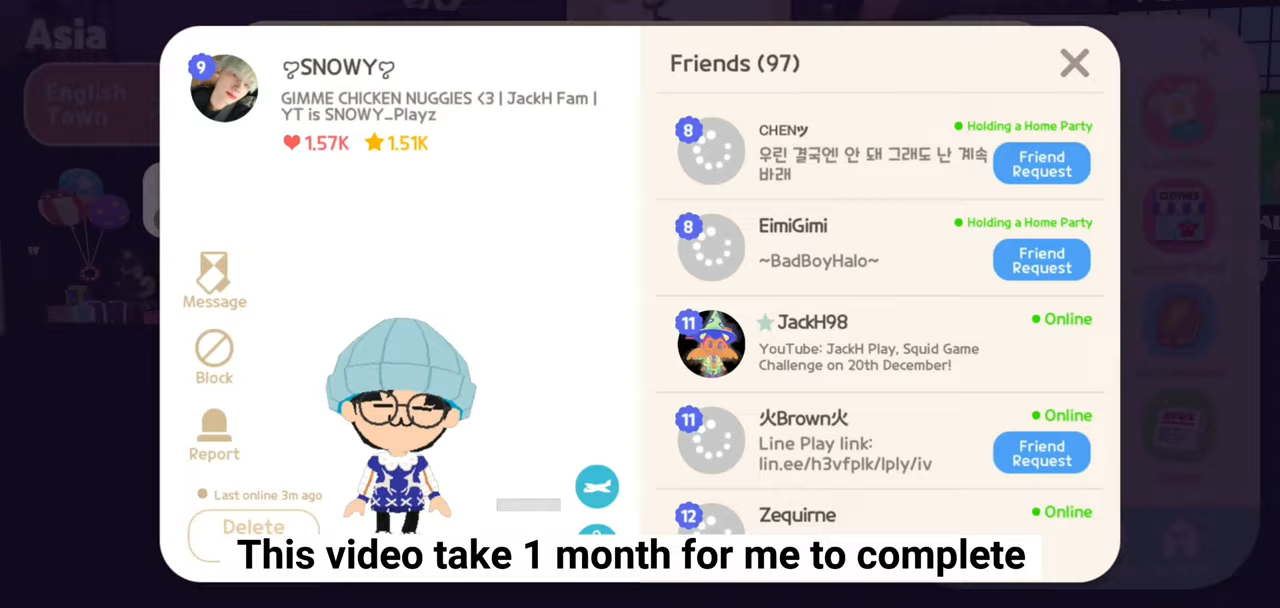 Asia
English
Town
9
ღSNOWYღ
GIMME CHICKEN NUGGIES <3 | JackH Fam |
YT is SNOWY_Playz
1.57K 1.51K
Message
Block
Report
Last online 3m ago
Delete
Friends (97)
8
CHENツ
Holding a Home Party
우린 결국엔 안 돼 그래도 난 계속
바래
Friend
Request
8
EimiGimi
Holding a Home Party
~BadBoyHalo~
Friend
Request
11
JackH98
Online
YouTube: JackH Play, Squid Game
Challenge on 20th December!
11
火Brown火
Online
Line Play link:
lin.ee/h3vfplk/lply/iv
Friend
Request
12
Zequirne
Online
CLOTHES
This video take 1 month for me to complete